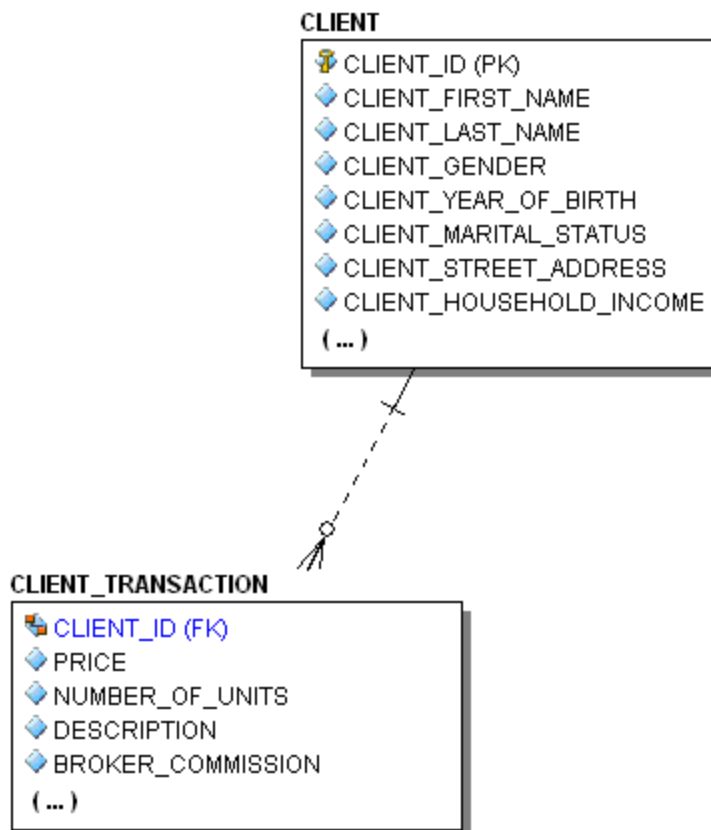 CLIENT
CLIENT_ID (PK)
CLIENT_FIRST_NAME
CLIENT_LAST_NAME
CLIENT_GENDER
CLIENT_YEAR_OF_BIRTH
CLIENT_MARITAL_STATUS
CLIENT_STREET_ADDRESS
CLIENT_HOUSEHOLD_INCOME
(...)
CLIENT_TRANSACTION
CLIENT_ID (FK)
PRICE
NUMBER_OF_UNITS
DESCRIPTION
BROKER_COMMISSION
(...)